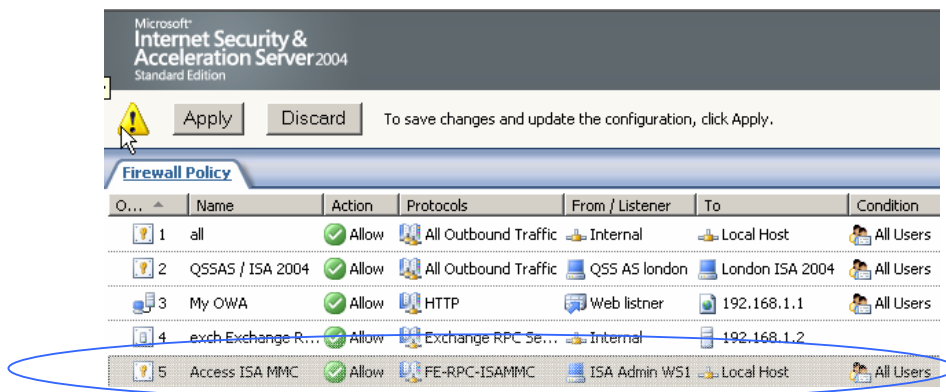 Microsoft®
Internet Security &
Acceleration Server 2004
Standard Edition
Apply Discard To save changes and update the configuration, click Apply.
Firewall Policy
O... Name Action Protocols From / Listener To Condition
1 all Allow All Outbound Traffic Internal Local Host All Users
2 QSSAS / ISA 2004 Allow All Outbound Traffic QSS AS london London ISA 2004 All Users
3 My OWA Allow HTTP Web listner 192.168.1.1 All Users
4 exch Exchange R... Allow Exchange RPC Se... Internal 192.168.1.2
5 Access ISA MMC Allow FE-RPC-ISAMMC ISA Admin WS1 Local Host All Users